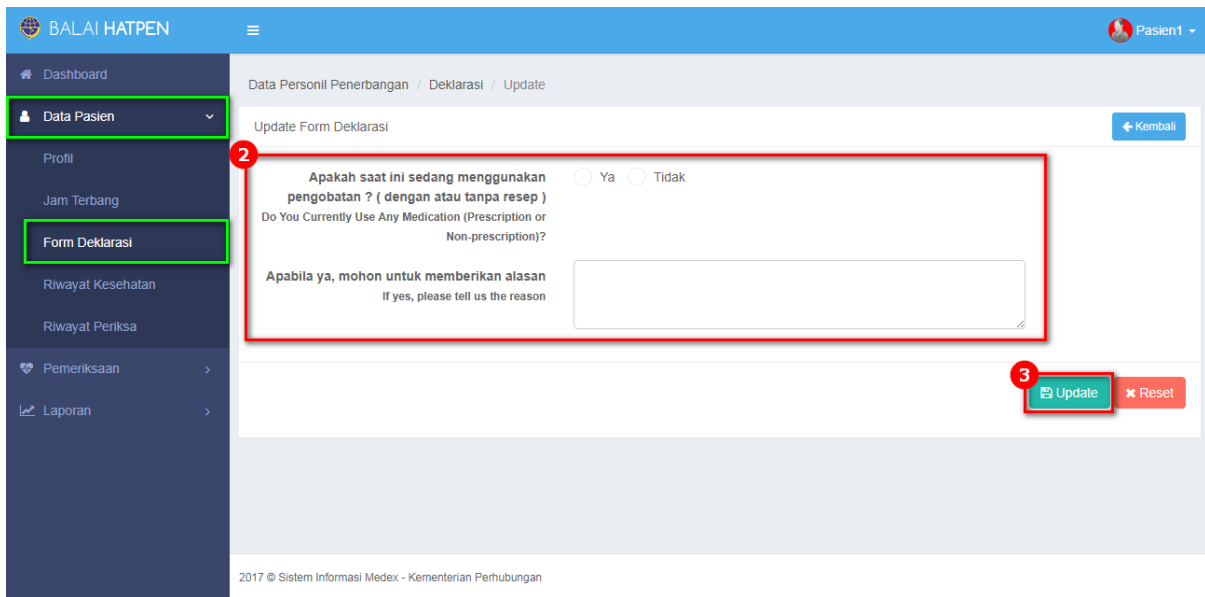 BALAI HATPEN
Pasien1
Dashboard
Data Pasien
Profil
Jam Terbang
Form Deklarasi
Riwayat Kesehatan
Riwayat Periksa
Pemeriksaan
Laporan
Data Personil Penerbangan / Deklarasi / Update
Update Form Deklarasi
Kembali
2
Apakah saat ini sedang menggunakan
pengobatan ? ( dengan atau tanpa resep )
Do You Currently Use Any Medication (Prescription or
Non-prescription)?
Ya Tidak
Apabila ya, mohon untuk memberikan alasan
If yes, please tell us the reason
3
Update
Reset
2017 © Sistem Informasi Medex - Kementerian Perhubungan